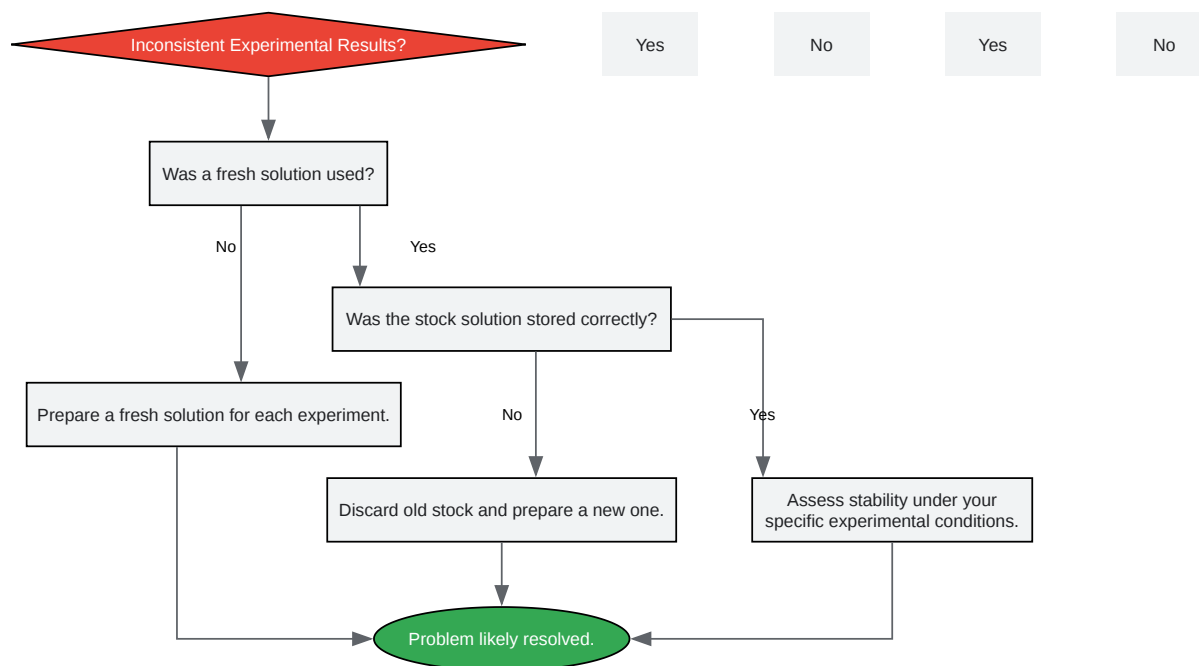 Inconsistent Experimental Results?
Yes
No
Yes
No
Was a fresh solution used?
No
Yes
Was the stock solution stored correctly?
Prepare a fresh solution for each experiment.
No
Yes
Discard old stock and prepare a new one.
Assess stability under your
specific experimental conditions.
Problem likely resolved.